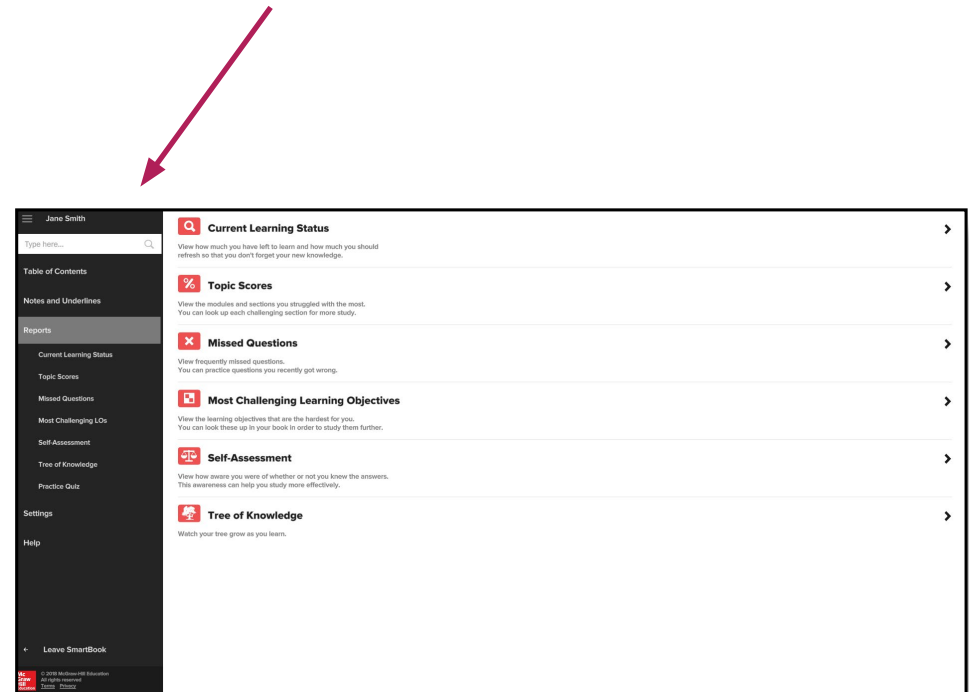 Jane Smith
Type here...
Table of Contents
Notes and Underlines
Reports
Current Learning Status
Topic Scores
Missed Questions
Most Challenging LOs
Self-Assessment
Tree of Knowledge
Practice Quiz
Settings
Help
← Leave SmartBook
Mc
Graw
Hill
Education
© 2018 McGraw-Hill Education
All rights reserved
Terms Privacy
Current Learning Status
View how much you have left to learn and how much you should
refresh so that you don't forget your new knowledge.
% Topic Scores
View the modules and sections you struggled with the most.
You can look up each challenging section for more study.
Missed Questions
View frequently missed questions.
You can practice questions you recently got wrong.
Most Challenging Learning Objectives
View the learning objectives that are the hardest for you.
You can look these up in your book in order to study them further.
Self-Assessment
View how aware you were of whether or not you knew the answers.
This awareness can help you study more effectively.
Tree of Knowledge
Watch your tree grow as you learn.